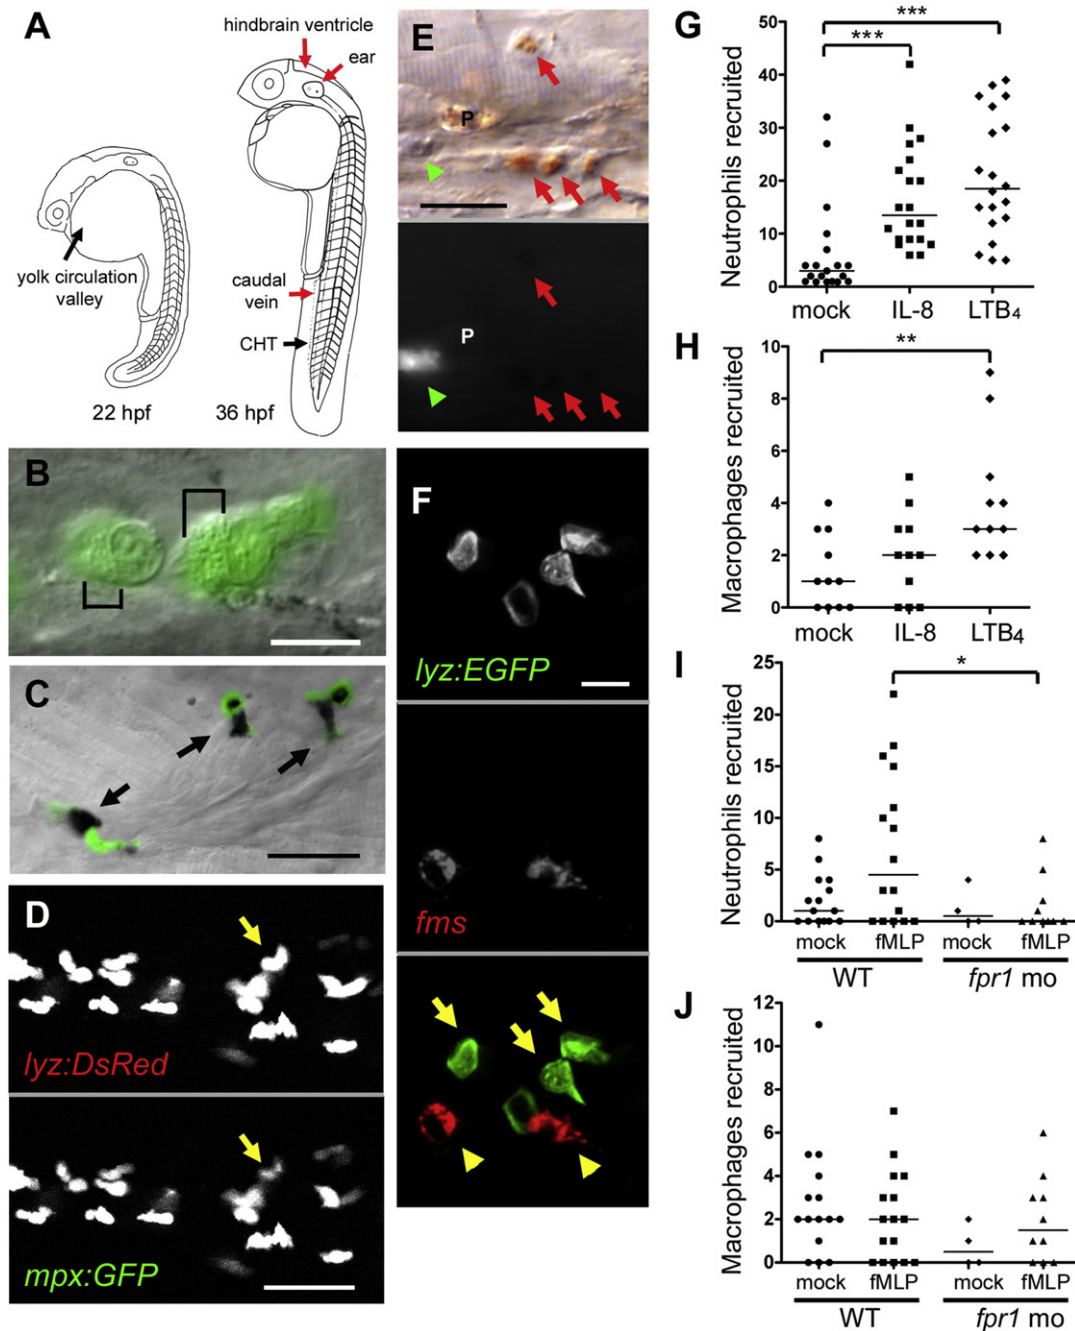 A
hindbrain ventricle
ear
yolk circulation
valley
caudal
vein
CHT
22 hpf
36 hpf
B
C
D
lyz:DsRed
mpx:GFP
E
P
P
F
lyz:EGFP
fms
G
***
***
Neutrophils recruited
50
40
30
20
10
0
mock IL-8 LTB4
H
**
Macrophages recruited
10
8
6
4
2
0
mock IL-8 LTB4
I
*
Neutrophils recruited
25
20
15
10
5
0
mock fMLP mock fMLP
WT fpr1 mo
J
Macrophages recruited
12
10
8
6
4
2
0
mock fMLP mock fMLP
WT fpr1 mo